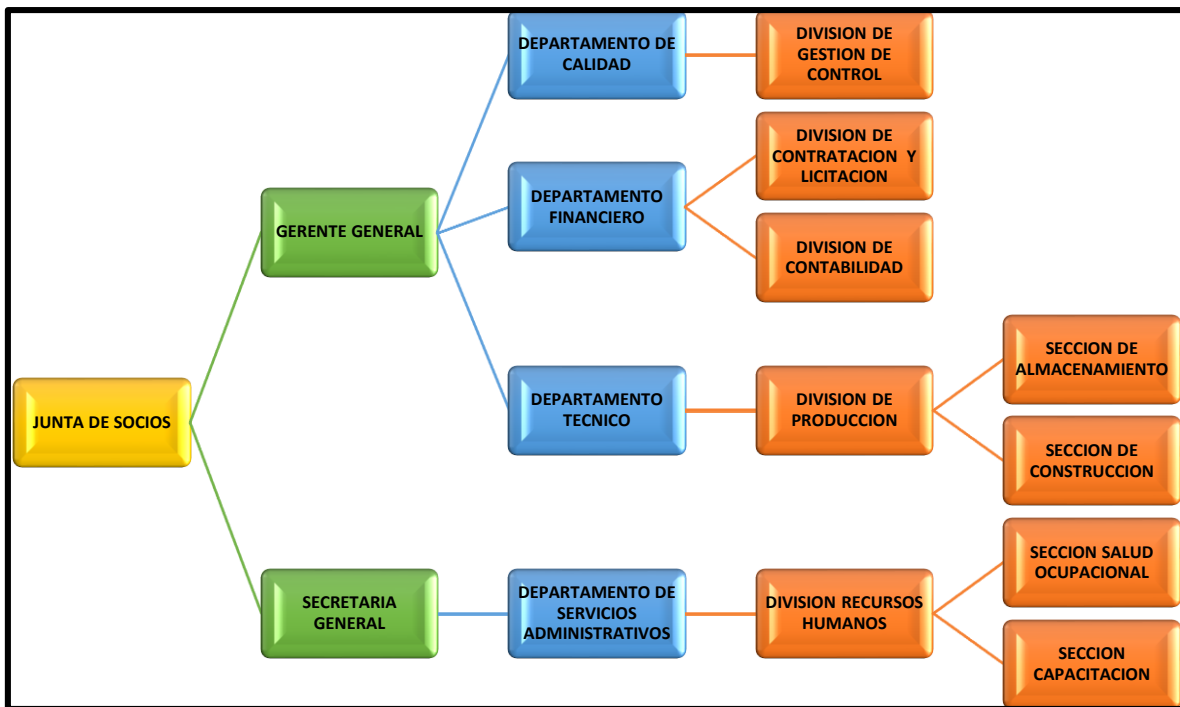 DEPARTAMENTO DE
CALIDAD
DIVISION DE
GESTION DE
CONTROL
DIVISION DE
CONTRATACION Y
LICITACION
GERENTE GENERAL
DEPARTAMENTO
FINANCIERO
DIVISION DE
CONTABILIDAD
JUNTA DE SOCIOS
DEPARTAMENTO
TECNICO
DIVISION DE
PRODUCCION
SECCION DE
ALMACENAMIENTO
SECCION DE
CONSTRUCCION
SECRETARIA
GENERAL
DEPARTAMENTO DE
SERVICIOS
ADMINISTRATIVOS
DIVISION RECURSOS
HUMANOS
SECCION SALUD
OCUPACIONAL
SECCION
CAPACITACION